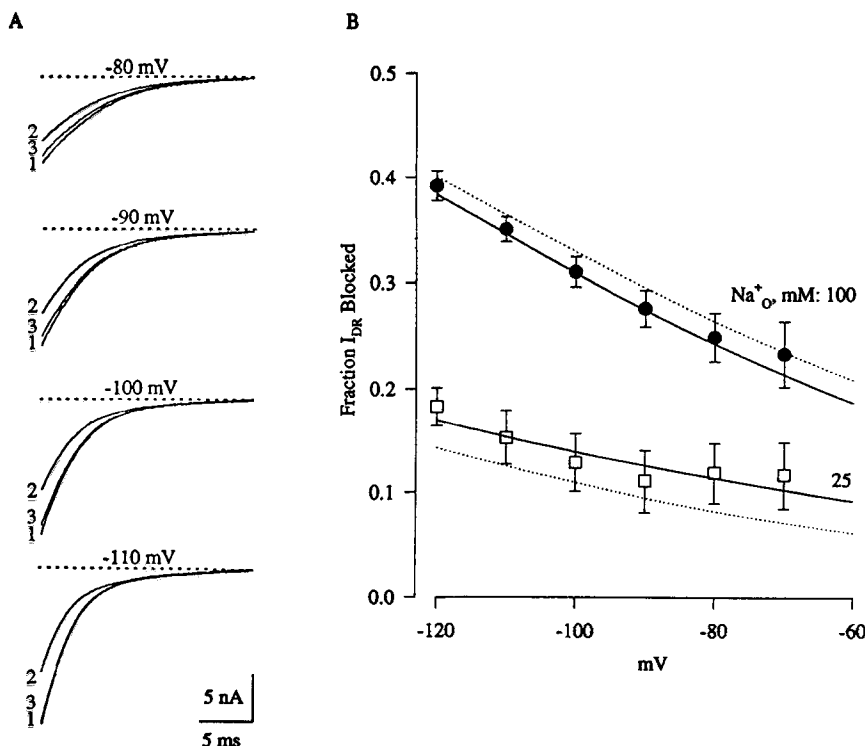 A
-80 mV
2
3
1
-90 mV
2
3
1
-100 mV
2
3
1
-110 mV
2
3
1
5 nA
5 ms
B
Fraction I_DR Blocked
0.5
0.4
0.3
0.2
0.1
0.0
Na⁺_O, mM: 100
25
-120
-100
-80
-60
mV